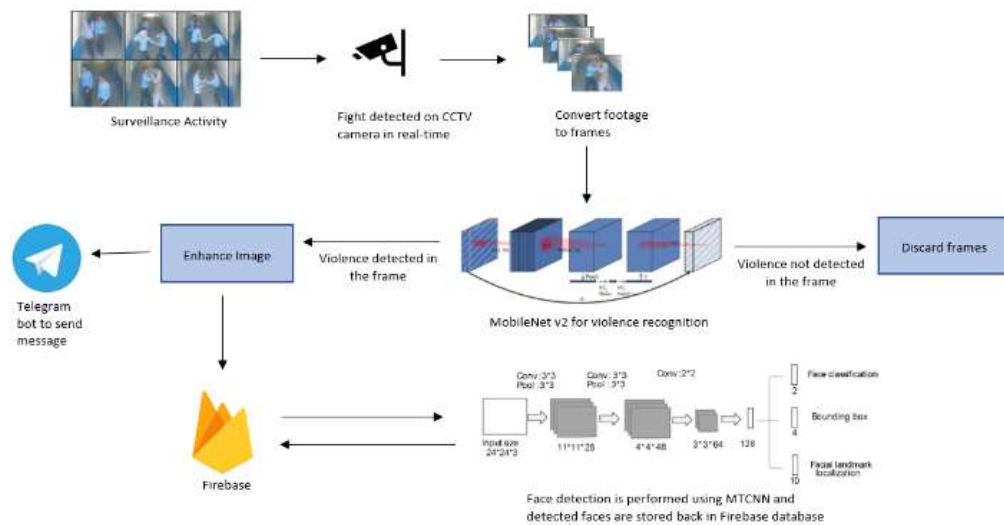 Surveillance Activity
Fight detected on CCTV
camera in real-time
Convert footage
to frames
Enhance Image
Violence detected in
the frame
Violence not detected
in the frame
Discard frames
MobileNet v2 for violence recognition
Telegram
bot to send
message
Firebase
Conv :3*3
Pool :3*3
Conv :3*3
Pool : 3*3
Conv :2*2
Input size
24*24*3
11*11*28
4*4*48
3*3*64
128
Face classification
2
Bounding box
4
Facial landmark
localization
10
Face detection is performed using MTCNN and
detected faces are stored back in Firebase database